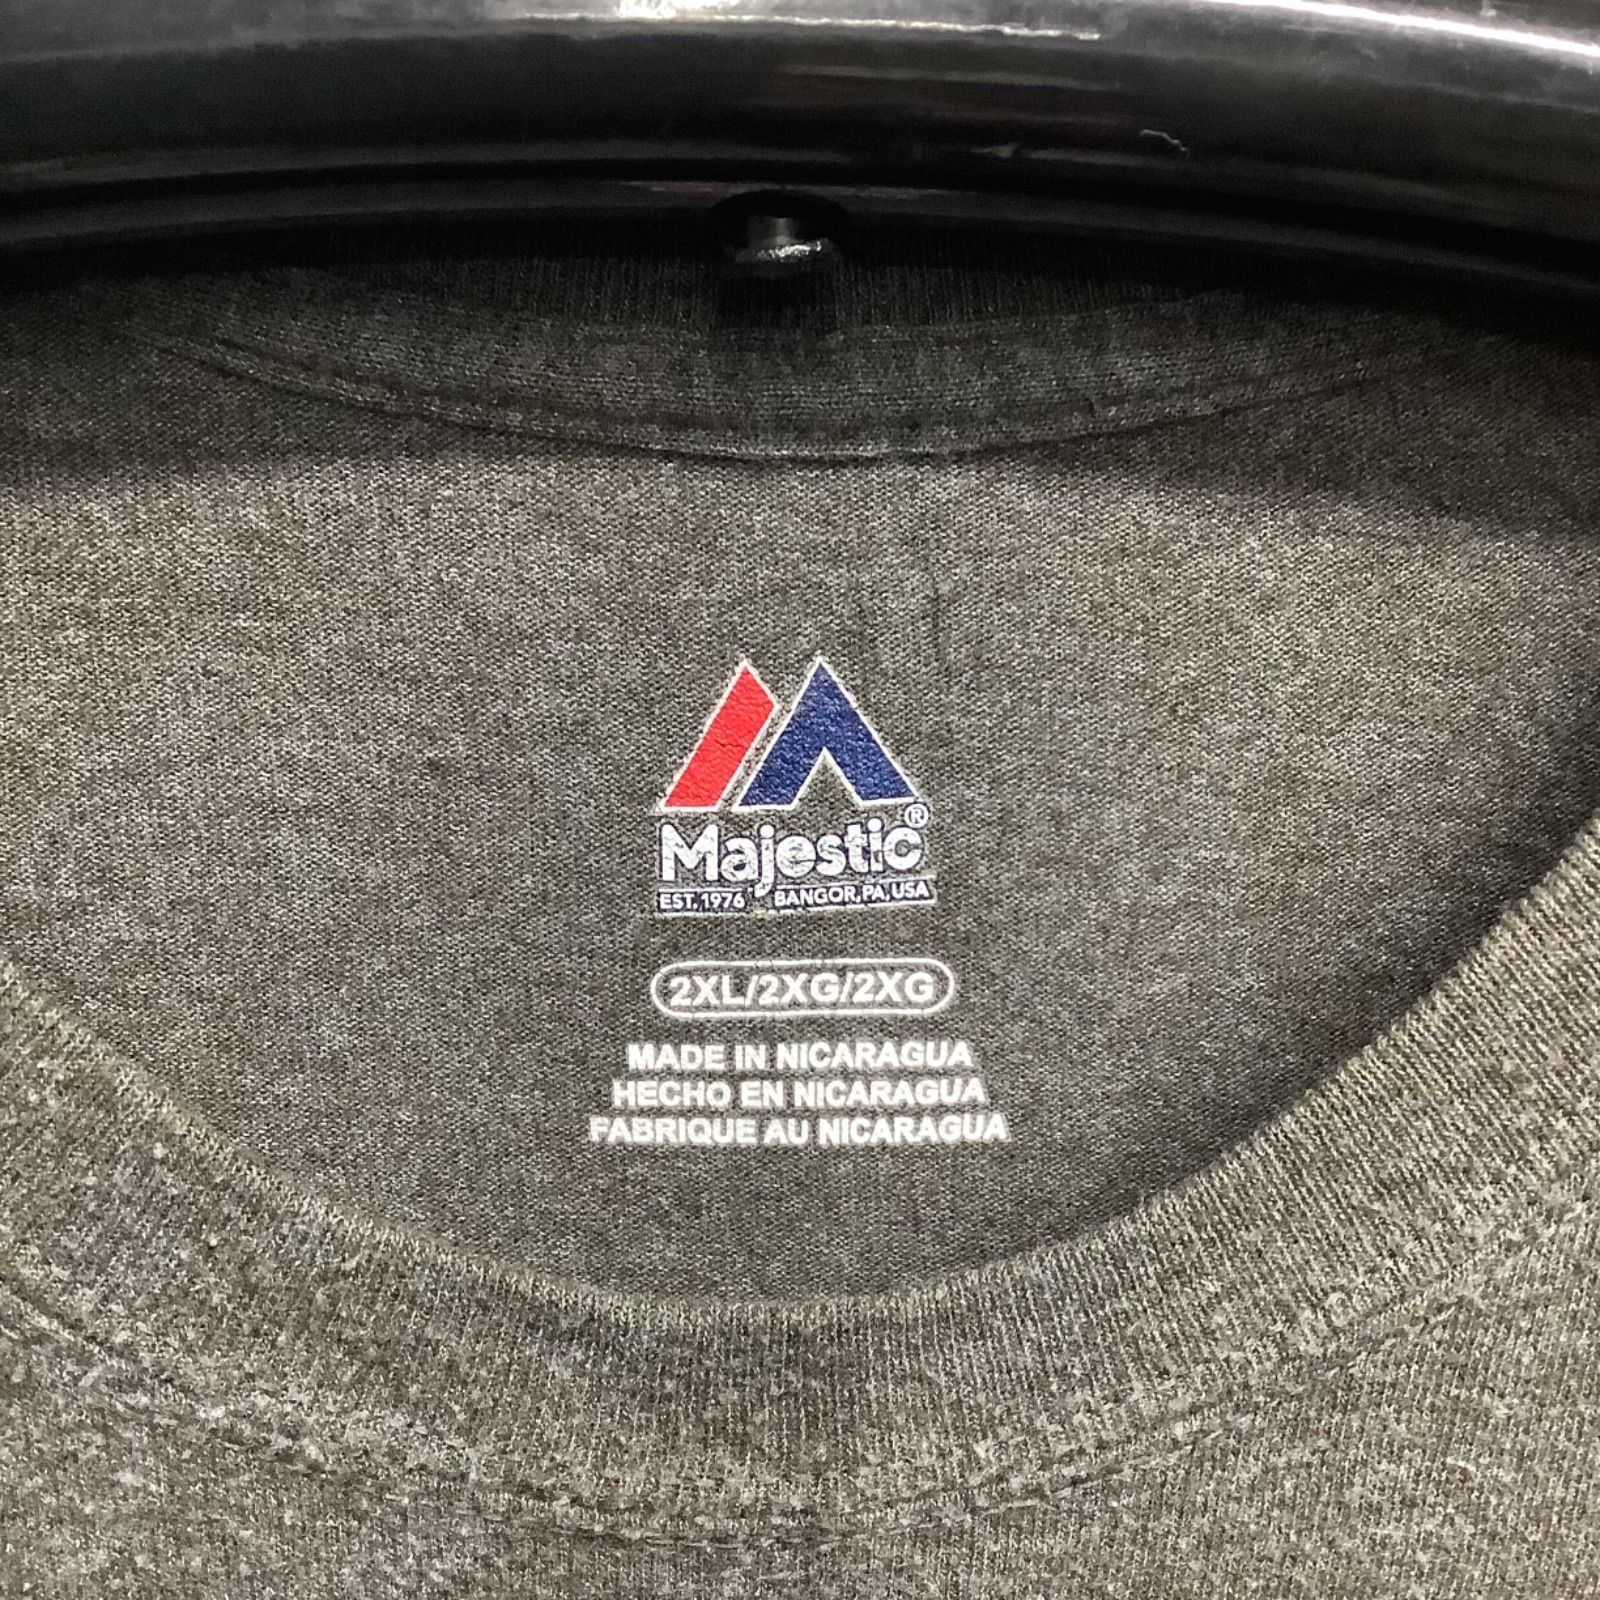 Majestic®
EST. 1976 BANGOR, PA, USA
2XL/2XG/2XG
MADE IN NICARAGUA
HECHO EN NICARAGUA
FABRIQUE AU NICARAGUA